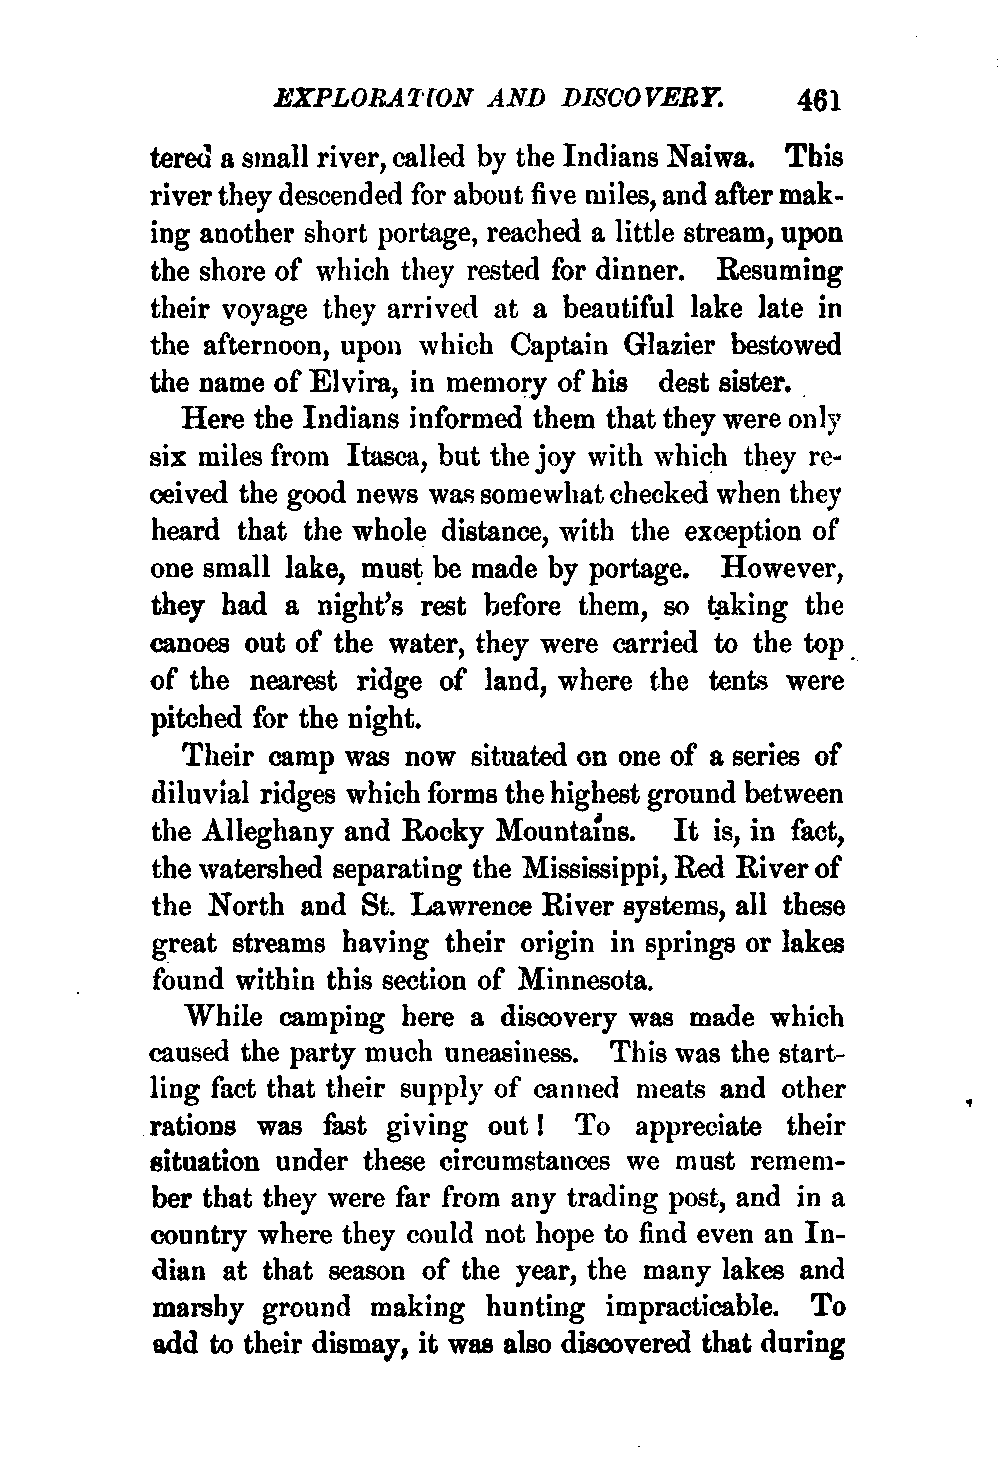 EXPLORATION AND DISCOVERY. 461
tered a small river, called by the Indians Naiwa. This
river they descended for about five miles, and after mak-
ing another short portage, reached a little stream, upon
the shore of which they rested for dinner. Resuming
their voyage they arrived at a beautiful lake late in
the afternoon, upon which Captain Glazier bestowed
the name of Elvira, in memory of his dest sister.
Here the Indians informed them that they were only
six miles from Itasca, but the joy with which they re-
ceived the good news was somewhat checked when they
heard that the whole distance, with the exception of
one small lake, must be made by portage. However,
they had a night's rest before them, so taking the
canoes out of the water, they were carried to the top
of the nearest ridge of land, where the tents were
pitched for the night.
Their camp was now situated on one of a series of
diluvial ridges which forms the highest ground between
the Alleghany and Rocky Mountains. It is, in fact,
the watershed separating the Mississippi, Red River of
the North and St. Lawrence River systems, all these
great streams having their origin in springs or lakes
found within this section of Minnesota.
While camping here a discovery was made which
caused the party much uneasiness. This was the start-
ling fact that their supply of canned meats and other
rations was fast giving out! To appreciate their
situation under these circumstances we must remem-
ber that they were far from any trading post, and in a
country where they could not hope to find even an In-
dian at that season of the year, the many lakes and
marshy ground making hunting impracticable. To
add to their dismay, it was also discovered that during